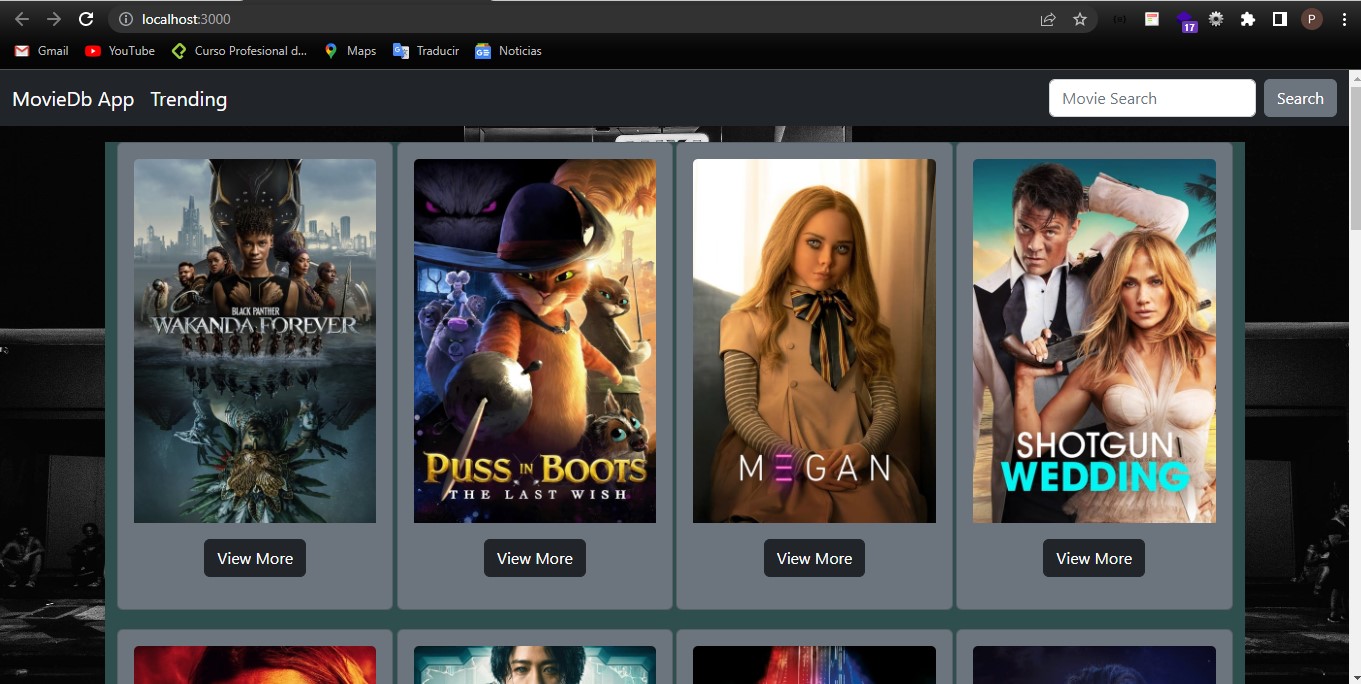 localhost:3000
17
P
Gmail
YouTube
Curso Profesional d...
Maps
Traducir
Noticias
MovieDb App
Trending
Movie Search
Search
BLACK PANTHER
WAKANDA FOREVER
PUSS IN BOOTS
THE LAST WISH
M≡GAN
SHOTGUN
WEDDING
View More
View More
View More
View More